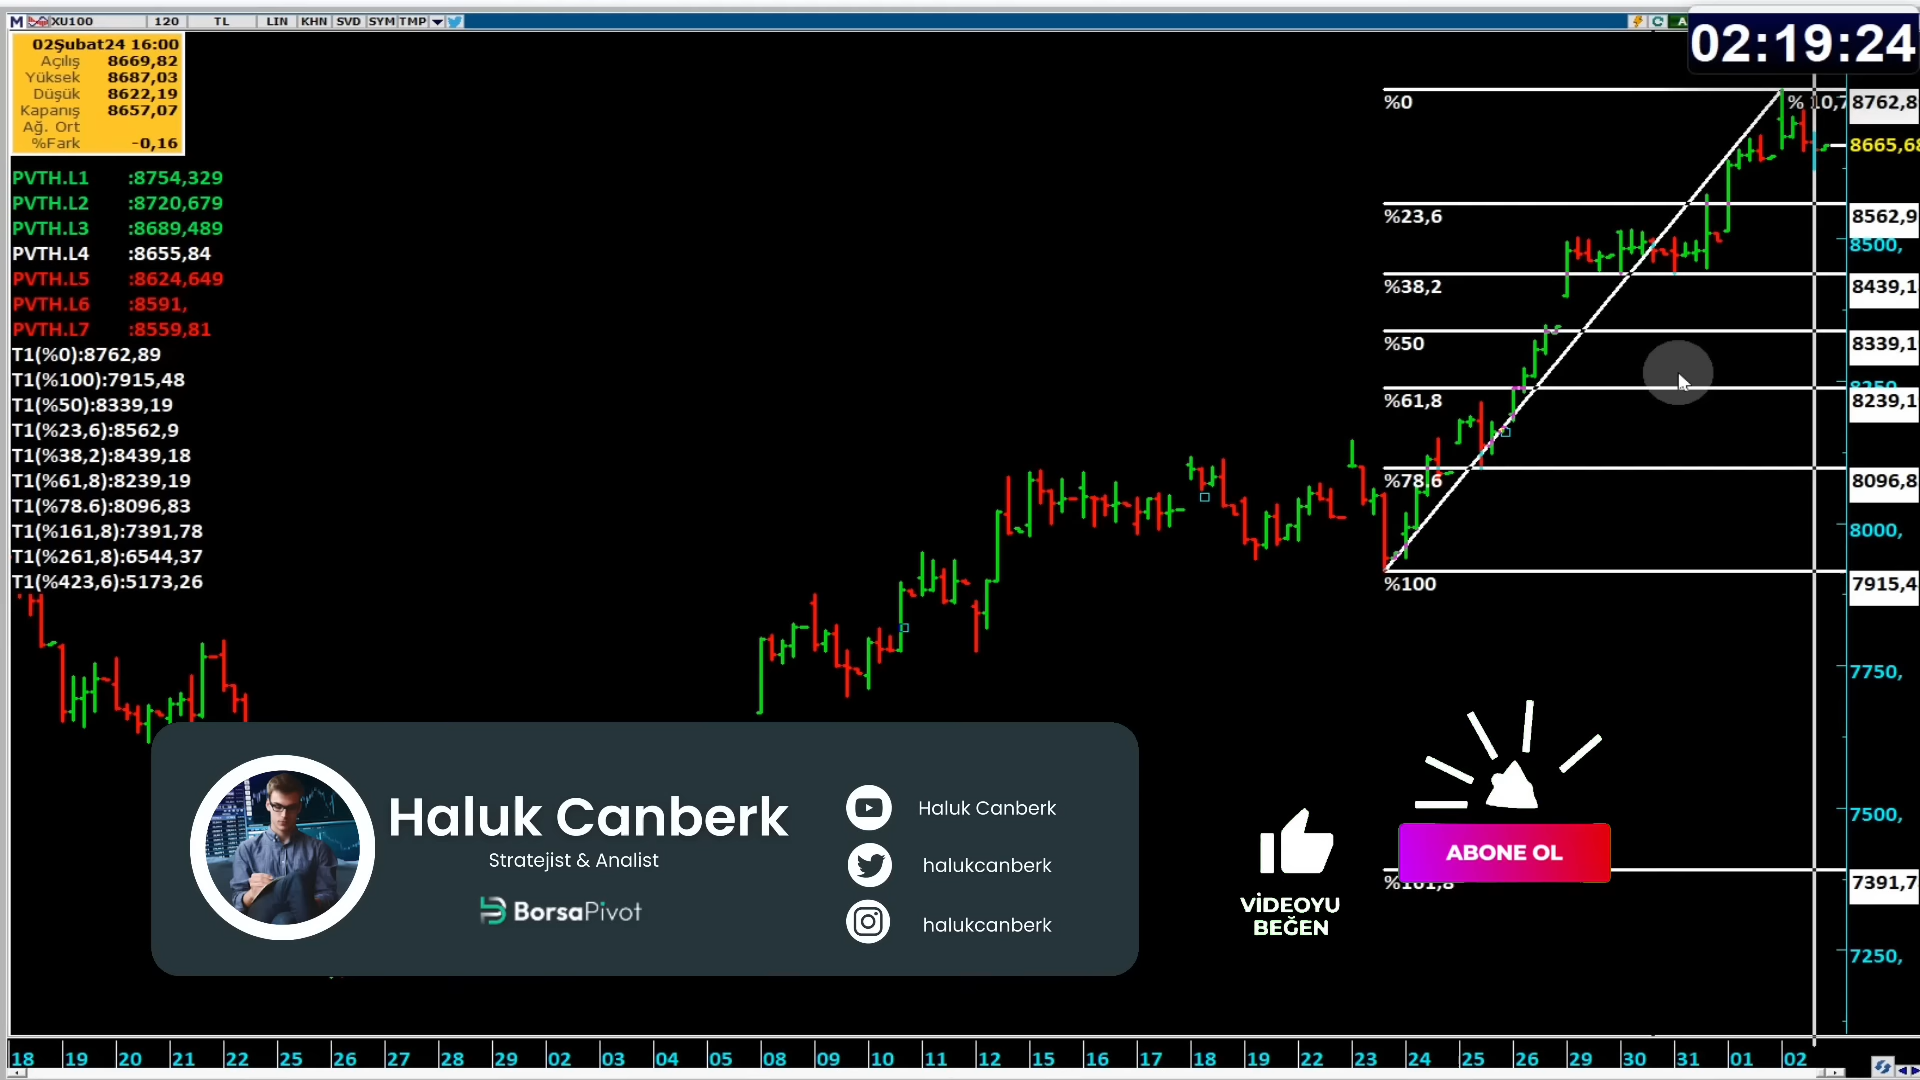 M XU100 120 TL LIN KHN SVD SYM TMP
02:19:24
02Şubat24 16:00
Açılış 8669,82
Yüksek 8687,03
Düşük 8622,19
Kapanış 8657,07
Ağ. Ort
%Fark -0,16
PVTH.L1 :8754,329
PVTH.L2 :8720,679
PVTH.L3 :8689,489
PVTH.L4 :8655,84
PVTH.L5 :8624,649
PVTH.L6 :8591,
PVTH.L7 :8559,81
T1(%0):8762,89
T1(%100):7915,48
T1(%50):8339,19
T1(%23,6):8562,9
T1(%38,2):8439,18
T1(%61,8):8239,19
T1(%78.6):8096,83
T1(%161,8):7391,78
T1(%261,8):6544,37
T1(%423,6):5173,26
%0
% 10,7
8762,8
8665,68
%23,6
8562,9
8500,
%38,2
8439,1
%50
8339,1
8250,
%61,8
8239,1
%78,6
8096,8
8000,
%100
7915,4
7750,
7500,
%161,8
7391,7
7250,
Haluk Canberk
Stratejist & Analist
BorsaPivot
Haluk Canberk
halukcanberk
halukcanberk
VİDEOYU
BEĞEN
ABONE OL
18 19 20 21 22 25 26 27 28 29 02 03 04 05 08 09 10 11 12 15 16 17 18 19 22 23 24 25 26 29 30 31 01 02